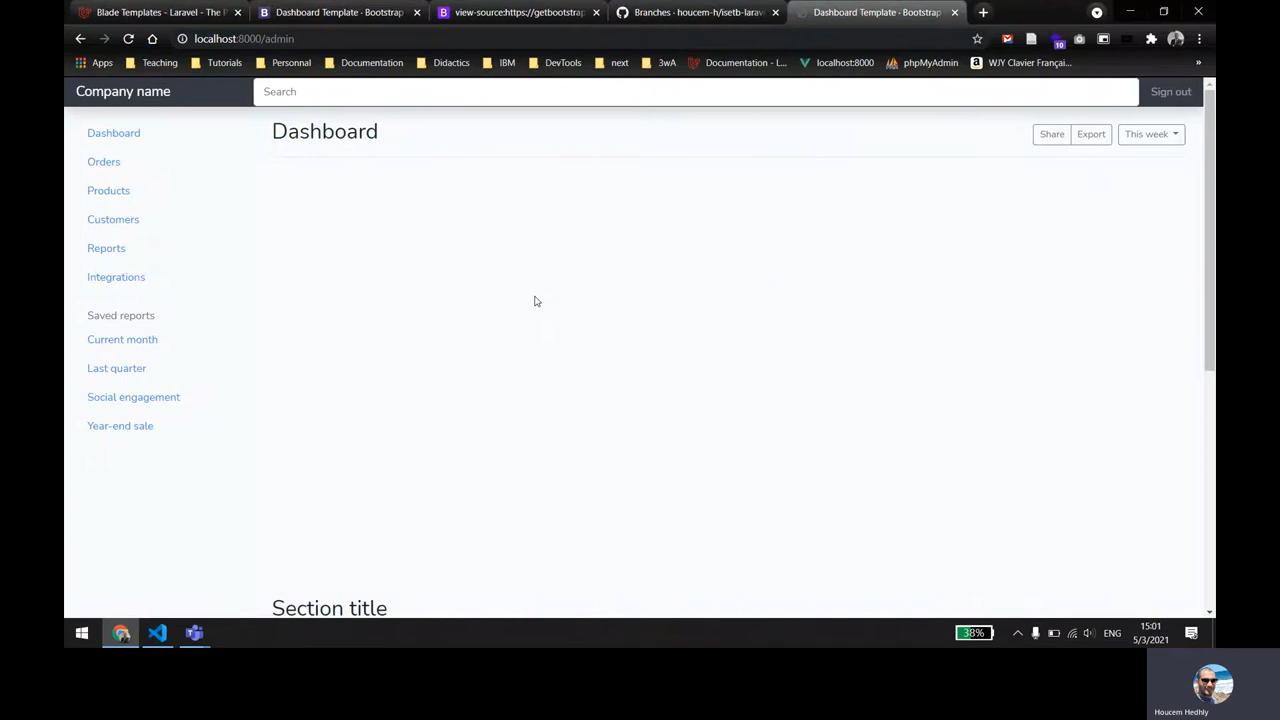 Blade Templates - Laravel - The P
Dashboard Template · Bootstrap
view-source:https://getbootstrap
Branches · houcem-h/isetb-larav
Dashboard Template · Bootstrap
localhost:8000/admin
10
Apps
Teaching
Tutorials
Personnal
Documentation
Didactics
IBM
DevTools
next
3wA
Documentation - L...
localhost:8000
phpMyAdmin
a
WJY Clavier Françai...
»
Company name
Search
Sign out
Dashboard
Orders
Products
Customers
Reports
Integrations
Saved reports
Current month
Last quarter
Social engagement
Year-end sale
Dashboard
Share
Export
This week
Section title
38%
ENG
15:01
5/3/2021
Houcem Hedhly